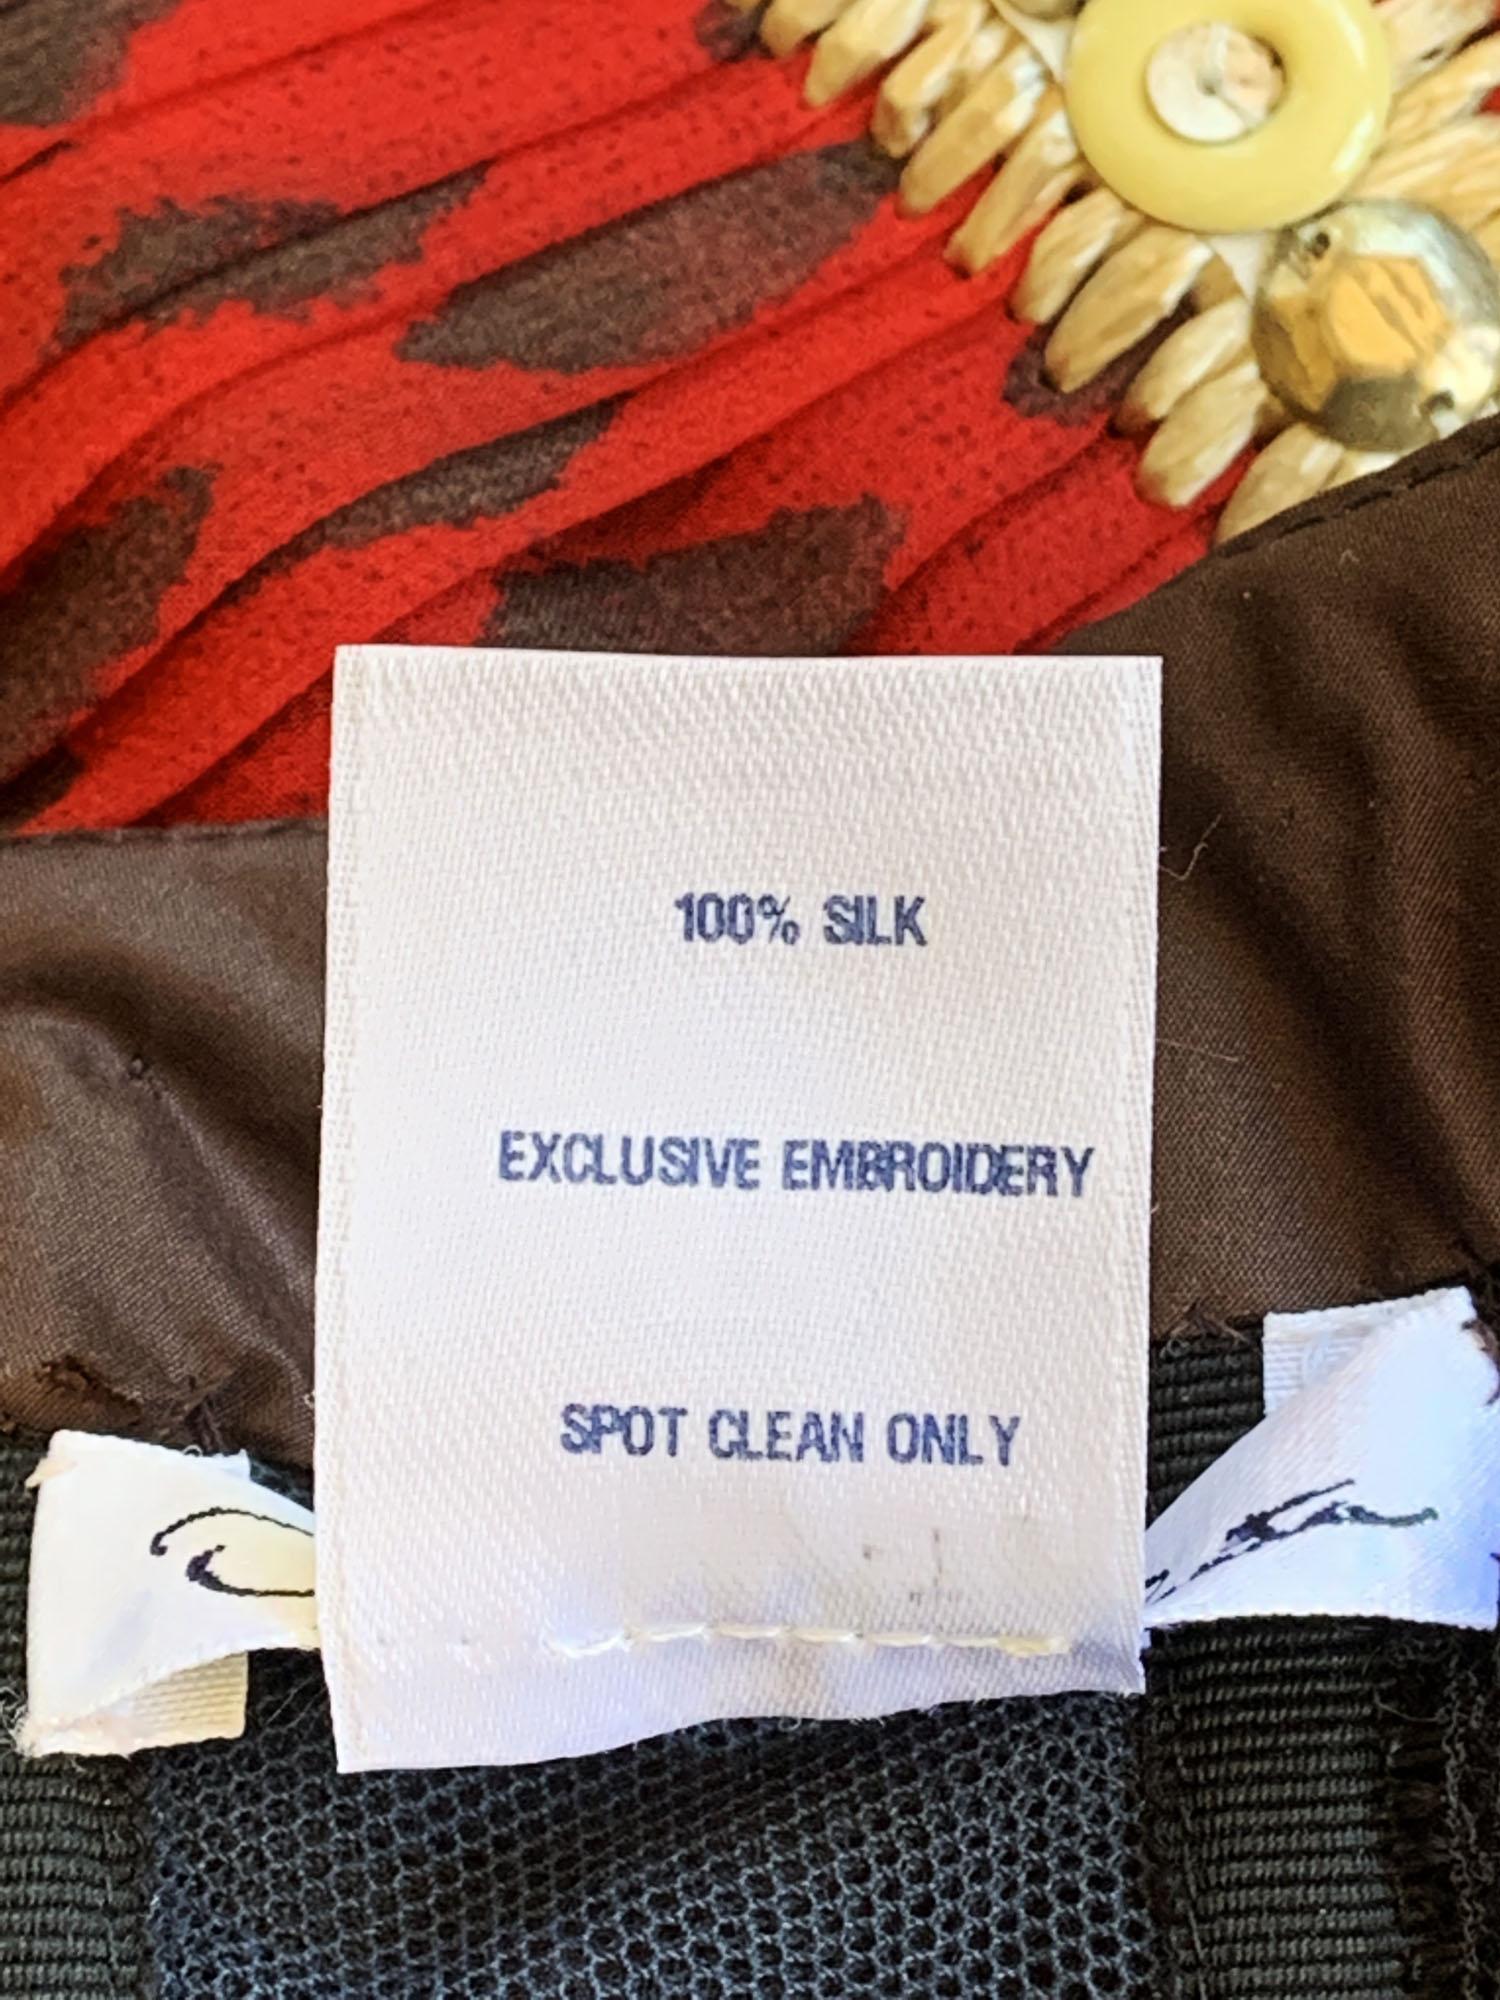 100% SILK
EXCLUSIVE EMBROIDERY
SPOT CLEAN ONLY